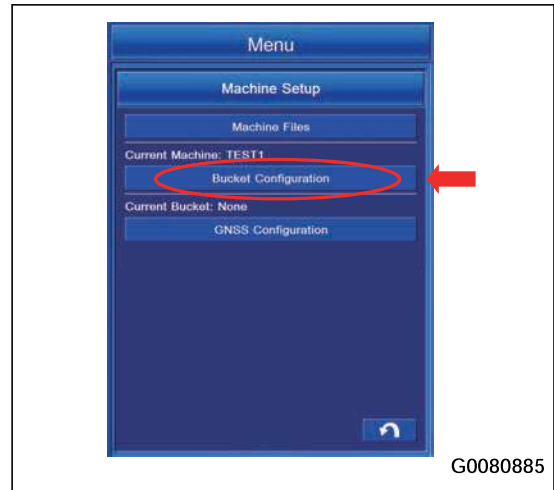 Menu
Machine Setup
Machine Files
Current Machine: TEST1
Bucket Configuration
Current Bucket: None
GNSS Configuration
G0080885